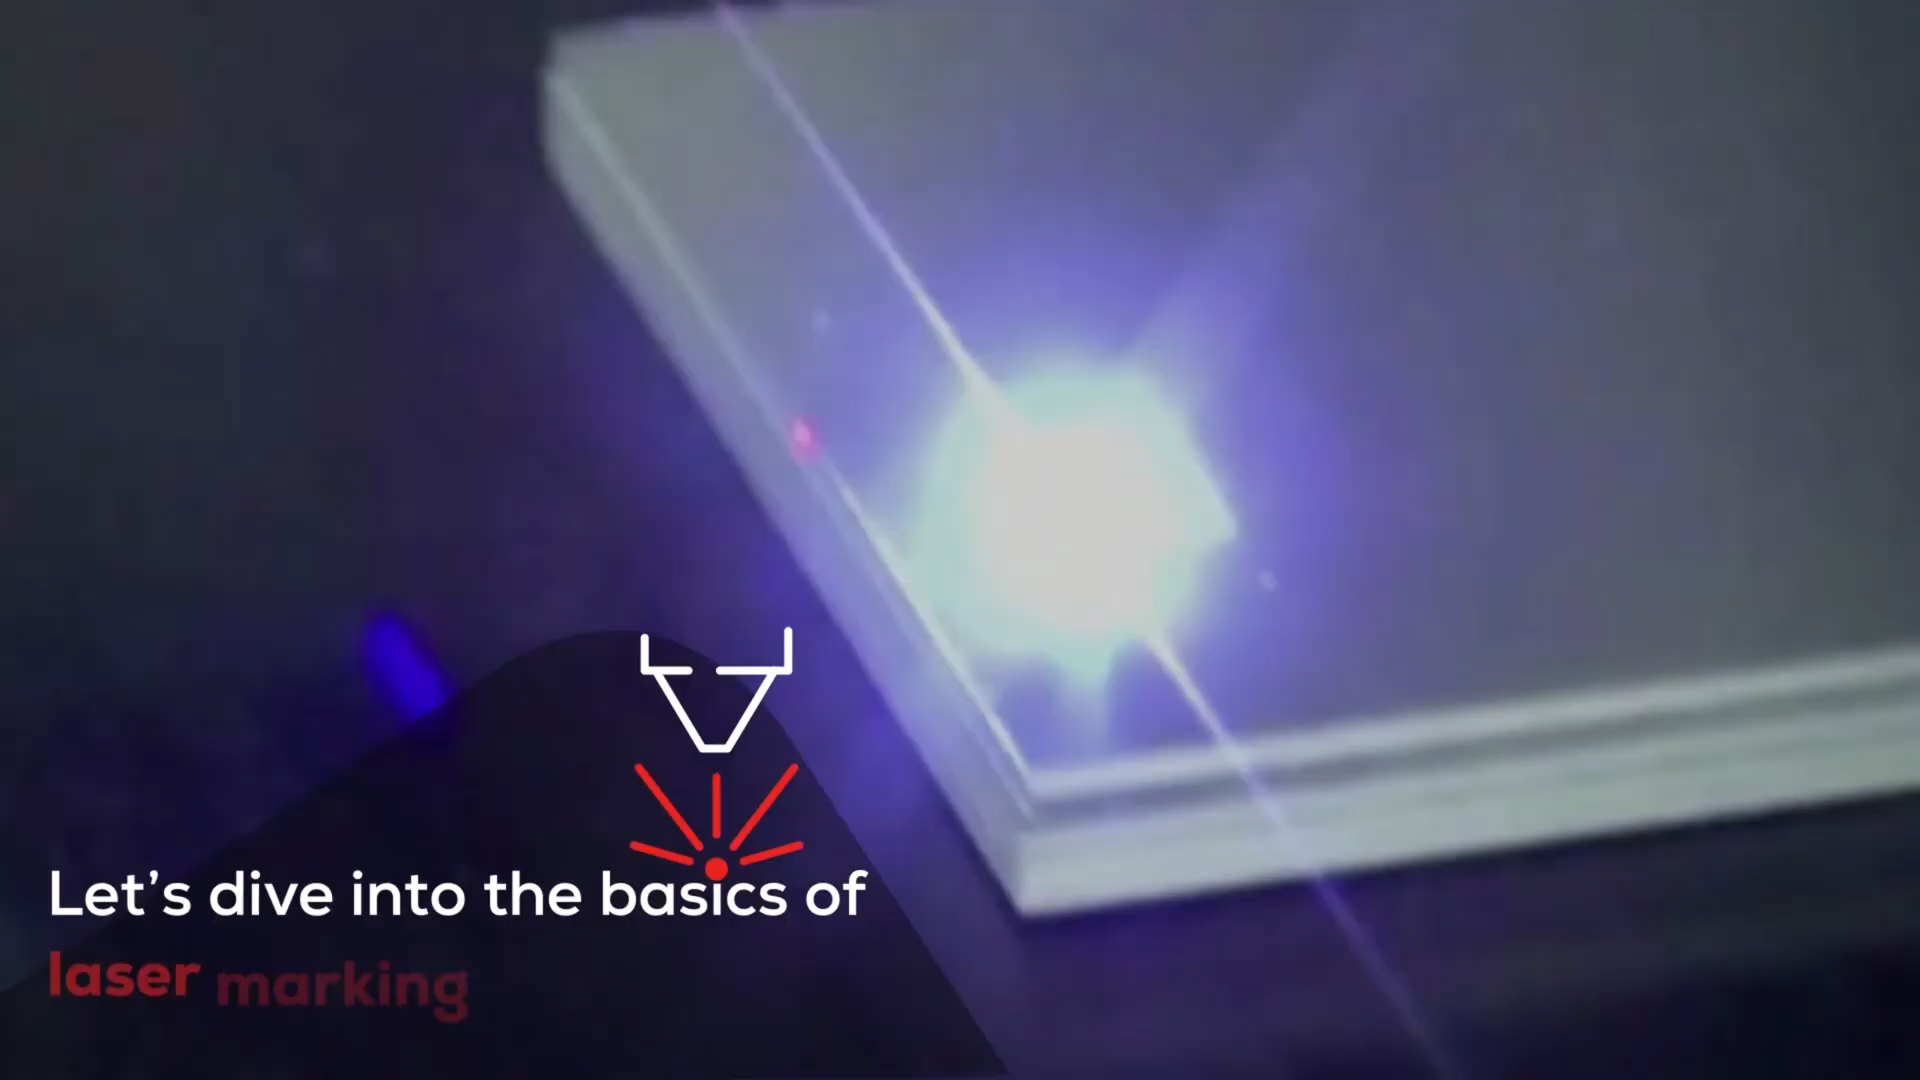 Let’s dive into the basics of
laser marking